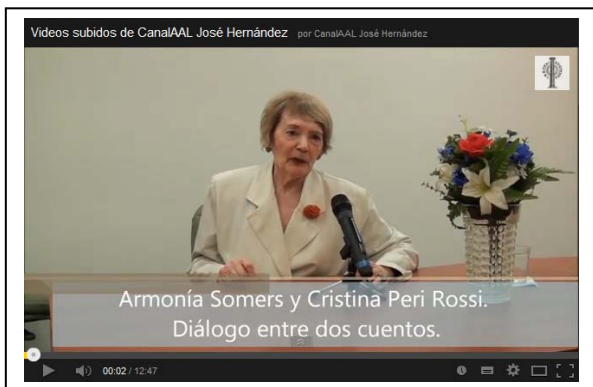 Videos subidos de CanalAAL José Hernández por CanalAAL José Hernández
Armonía Somers y Cristina Peri Rossi.
Diálogo entre dos cuentos.
00:02 / 12:47